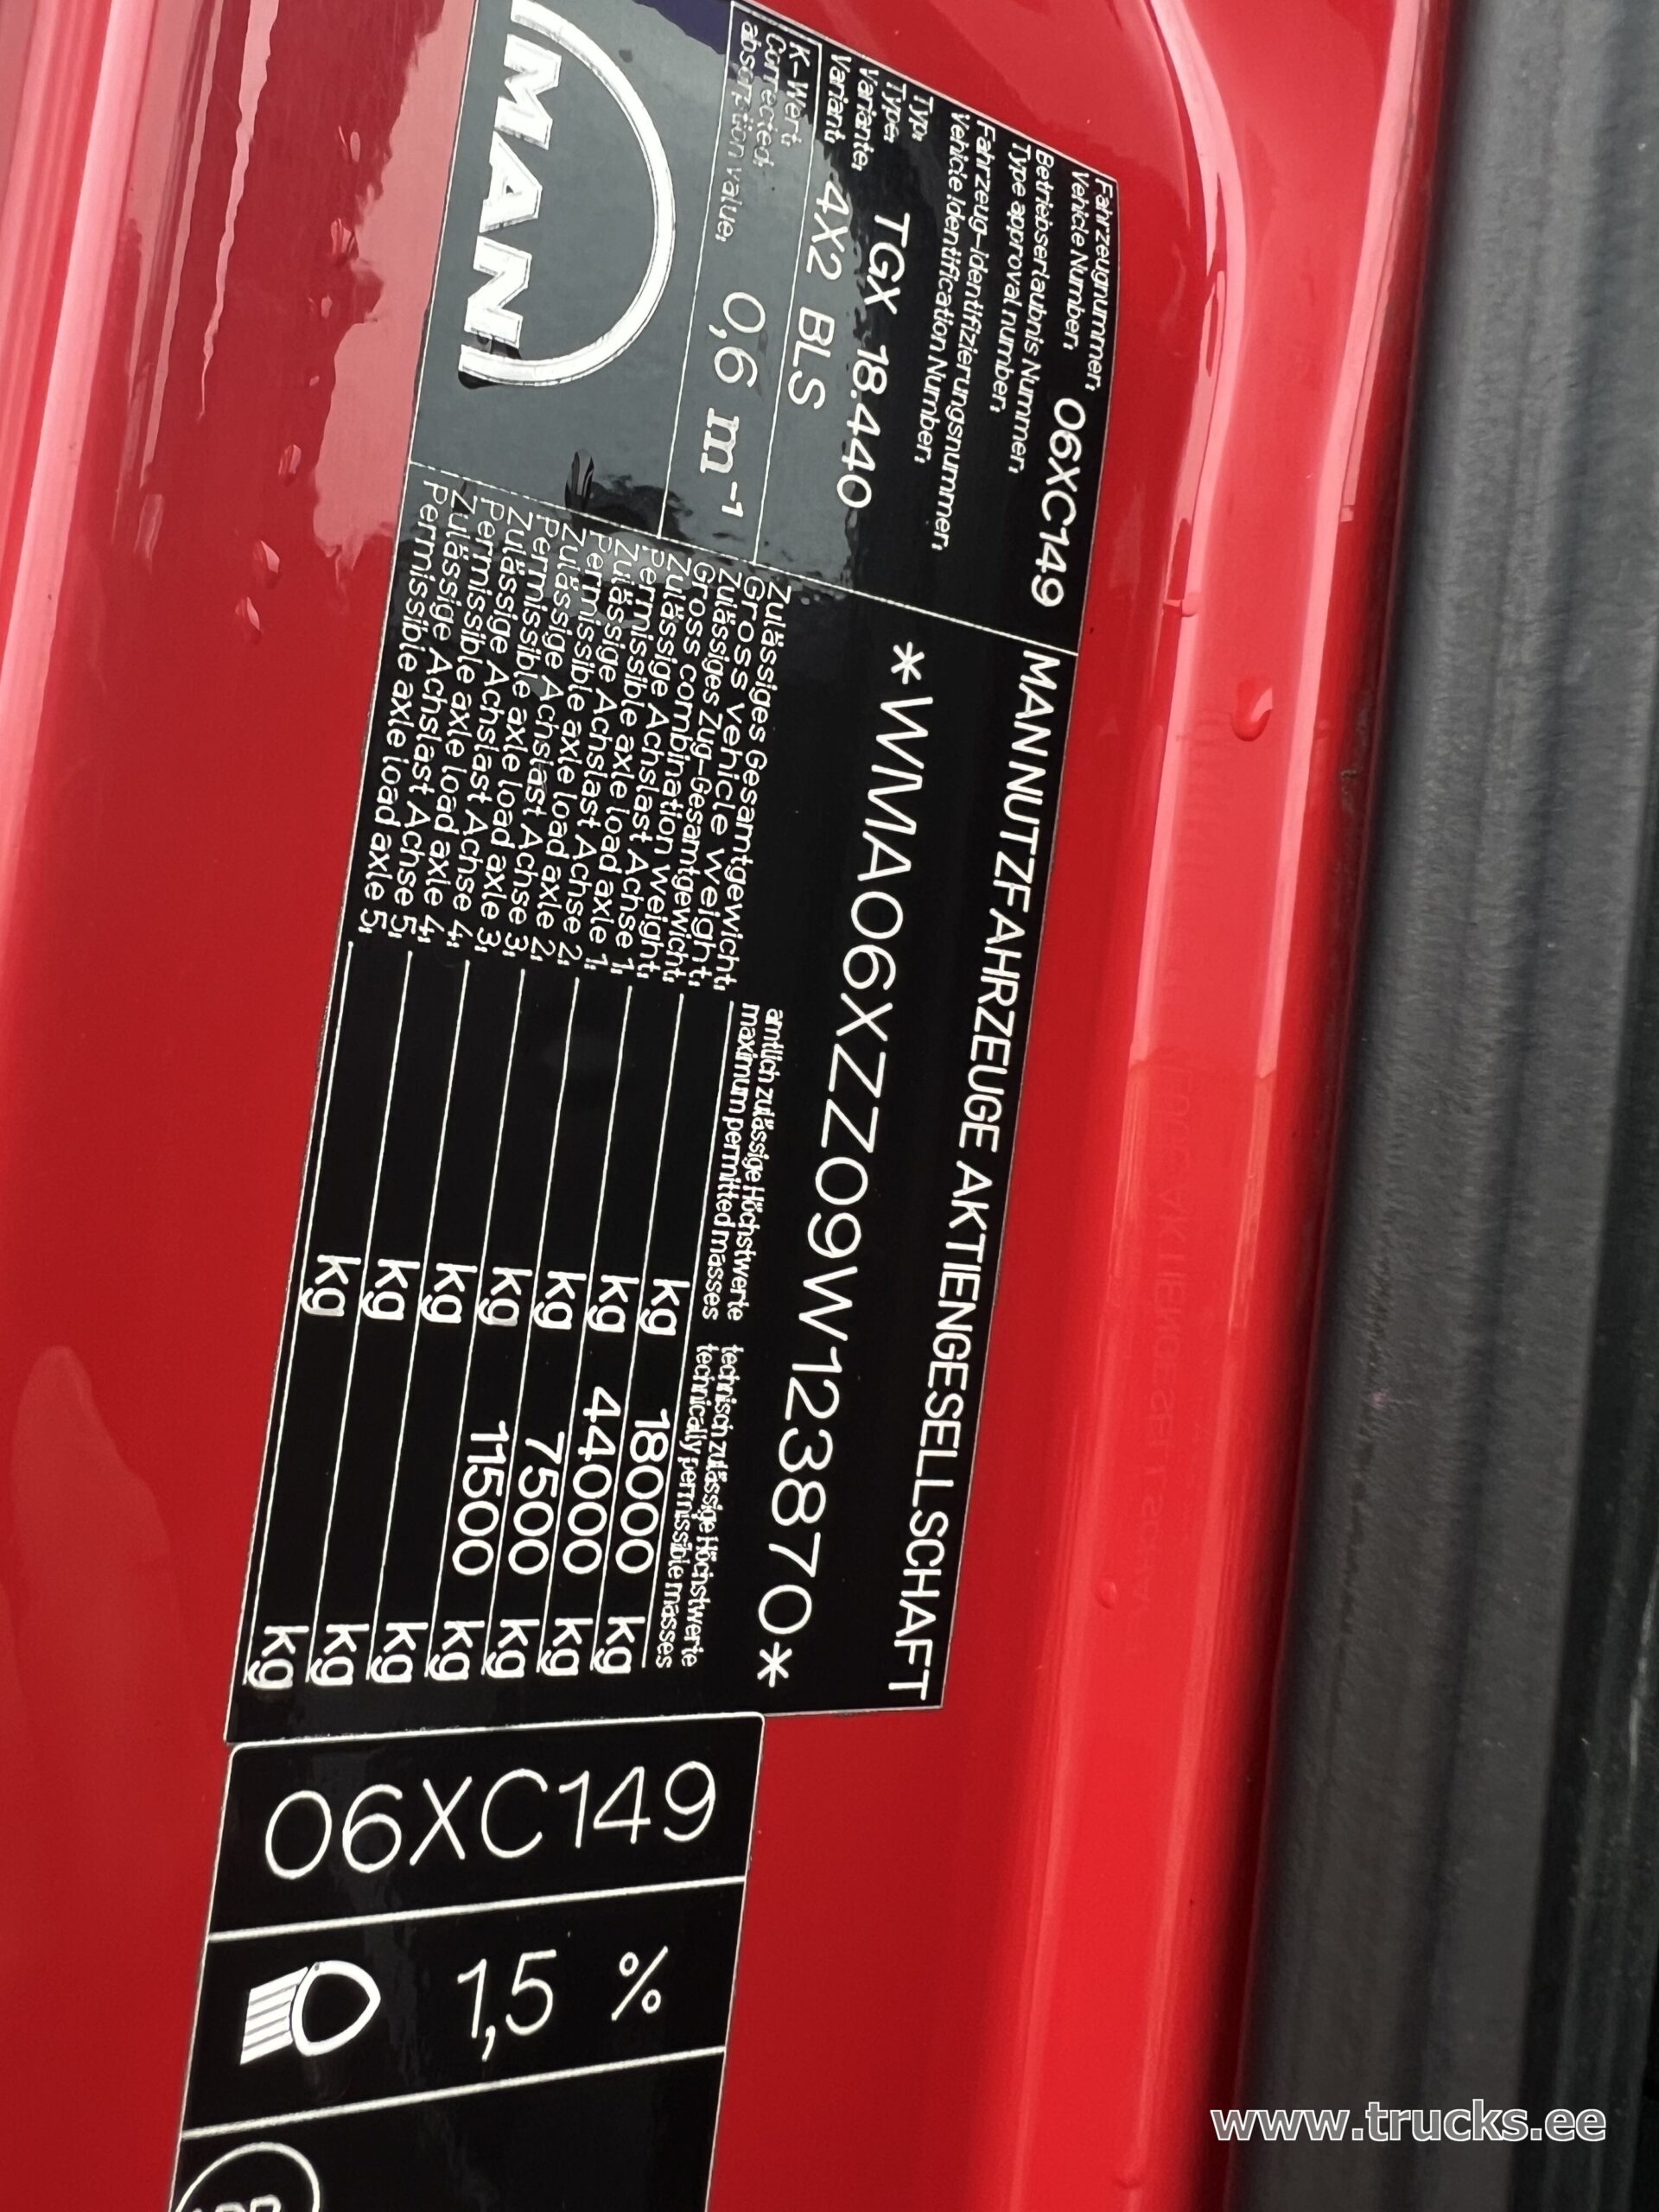 Fahrzeugnummer:
Vehicle Number: 06XC149
Betriebserlaubnis Nummer:
Type approval number:
Fahrzeug-Identifizierungsnummer:
Vehicle Identification Number:
Typ:
Type: TGX 18.440
Variante:
Variant: 4X2 BLS
K-Wert:
Corrected
absorption value: 0,6 m-1
MAN
MAN NUTZFAHRZEUGE AKTIENGESELLSCHAFT
*WMA06XZZ09W123870*
amtlich zulässige Höchstwerte technisch zulässige Höchstwerte
maximum permitted masses technically permissible masses
Zulässiges Gesamtgewicht:
Gross vehicle weight: kg 18000 kg
Zulässiges Zug-Gesamtgewicht:
Gross combination weight: kg 44000 kg
Zulässige Achslast Achse 1:
Permissible axle load axle 1: kg 7500 kg
Zulässige Achslast Achse 2:
Permissible axle load axle 2: kg 11500 kg
Zulässige Achslast Achse 3:
Permissible axle load axle 3: kg kg
Zulässige Achslast Achse 4:
Permissible axle load axle 4: kg kg
Zulässige Achslast Achse 5:
Permissible axle load axle 5: kg kg
06XC149
1,5 %
www.trucks.ee